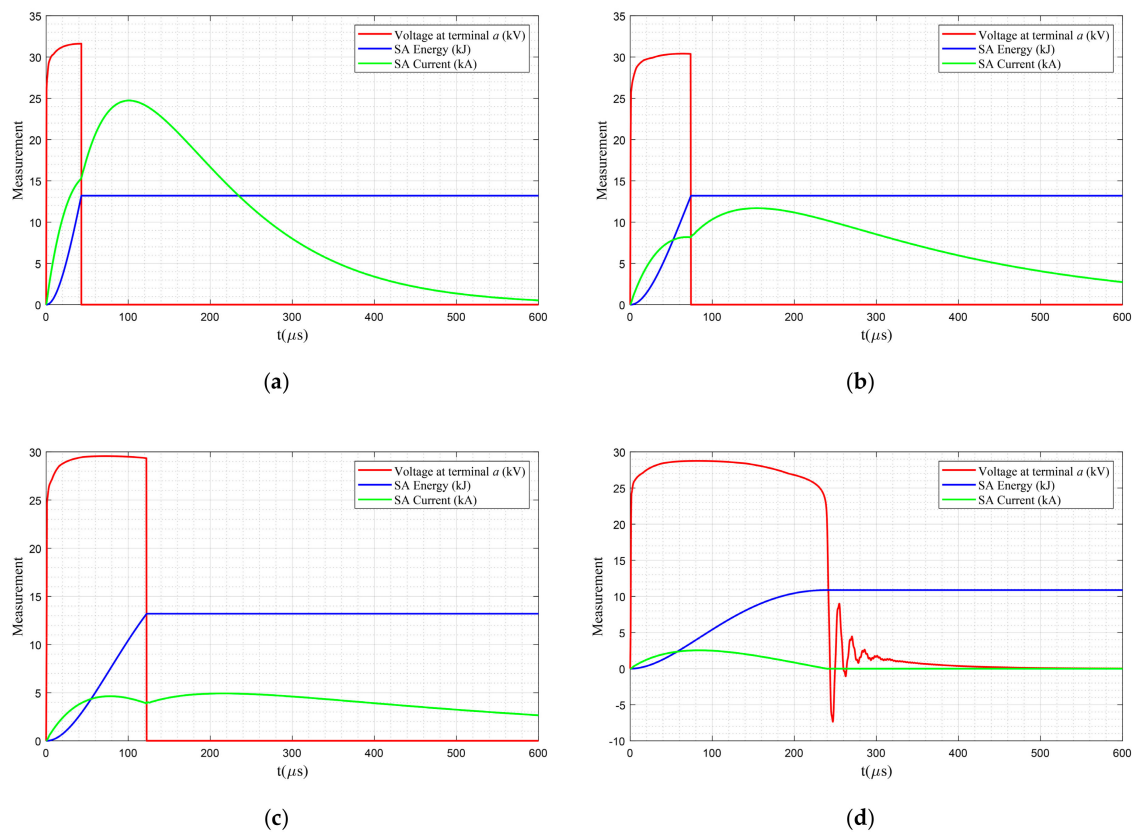 35
30
25
20
15
10
5
0
Measurement
Voltage at terminal a (kV)
SA Energy (kJ)
SA Current (kA)
0 100 200 300 400 500 600
t(μs)
(a)
35
30
25
20
15
10
5
0
Measurement
Voltage at terminal a (kV)
SA Energy (kJ)
SA Current (kA)
0 100 200 300 400 500 600
t(μs)
(b)
30
25
20
15
10
5
0
Measurement
Voltage at terminal a (kV)
SA Energy (kJ)
SA Current (kA)
0 100 200 300 400 500 600
t(μs)
(c)
30
25
20
15
10
5
0
-5
-10
Measurement
Voltage at terminal a (kV)
SA Energy (kJ)
SA Current (kA)
0 100 200 300 400 500 600
t(μs)
(d)